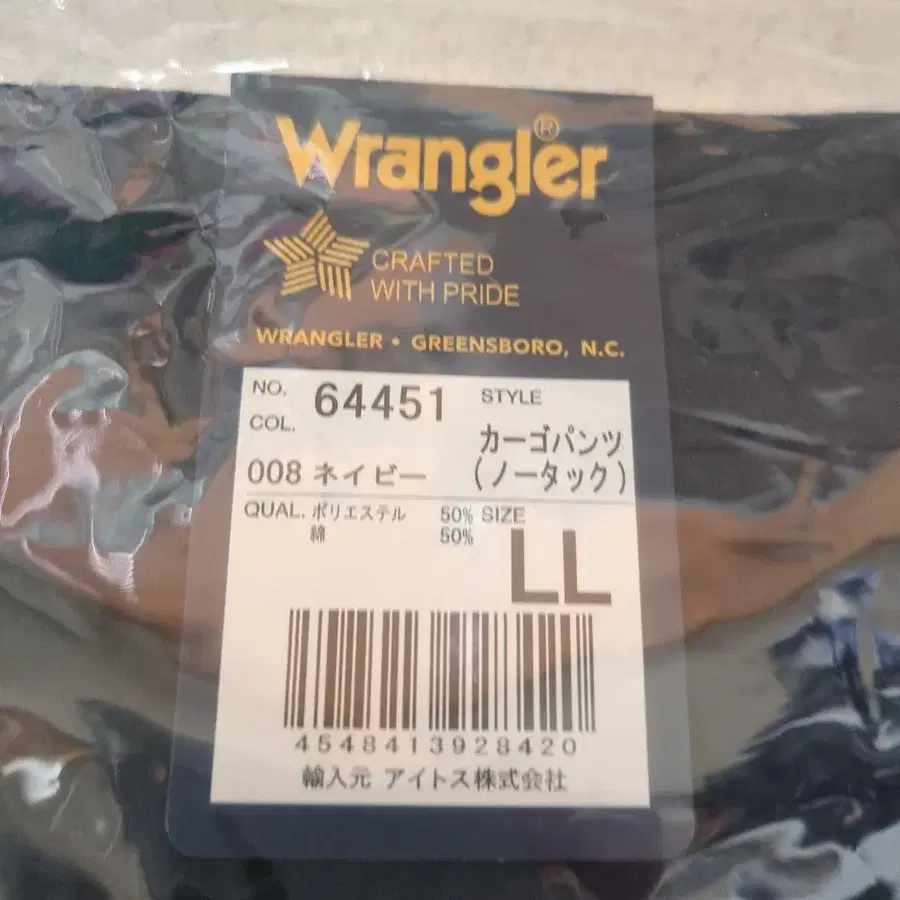 Wrangler®
CRAFTED
WITH PRIDE
WRANGLER • GREENSBORO, N.C.
NO. 64451
COL.
008 ネイビー
STYLE
カーゴパンツ
(ノータック)
QUAL. ポリエステル 50%
綿 50%
SIZE
LL
4548413928420
輸入元 アイトス株式会社